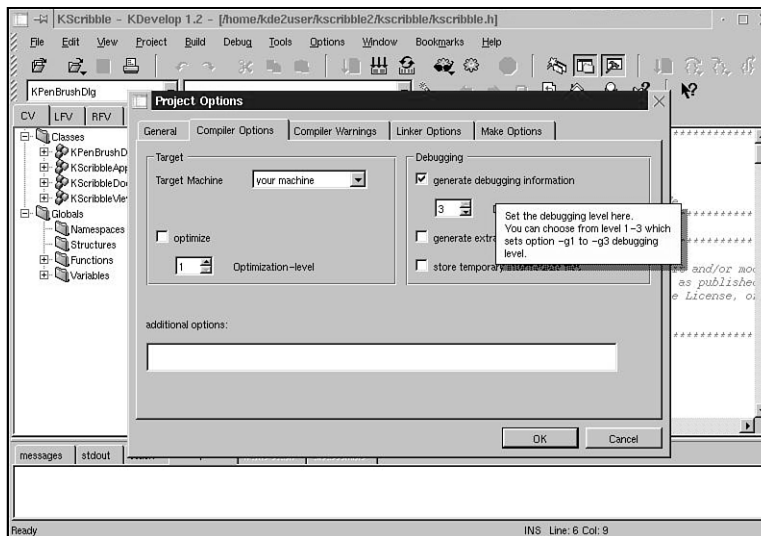 KScribble - KDevelop 1.2 - [/home/kde2user/kscribble2/kscribble/kscribble.h]
File Edit View Project Build Debug Tools Options Window Bookmarks Help
KPenBrushDlg
Project Options
CV LFV RFV
General Compiler Options Compiler Warnings Linker Options Make Options
Classes
KPenBrushD
KScribbleApp
KScribbleDo
KScribbleVie
Globals
Namespaces
Structures
Functions
Variables
Target
Target Machine your machine
optimize
1 Optimization-level
Debugging
generate debugging information
3
Set the debugging level here.
You can choose from level 1-3 which
sets option -g1 to -g3 debugging
level.
generate extra
store temporary intermediate files
and/or mo
as publishe
e License, o
additional options:
OK Cancel
messages stdout
Ready INS Line: 6 Col: 9